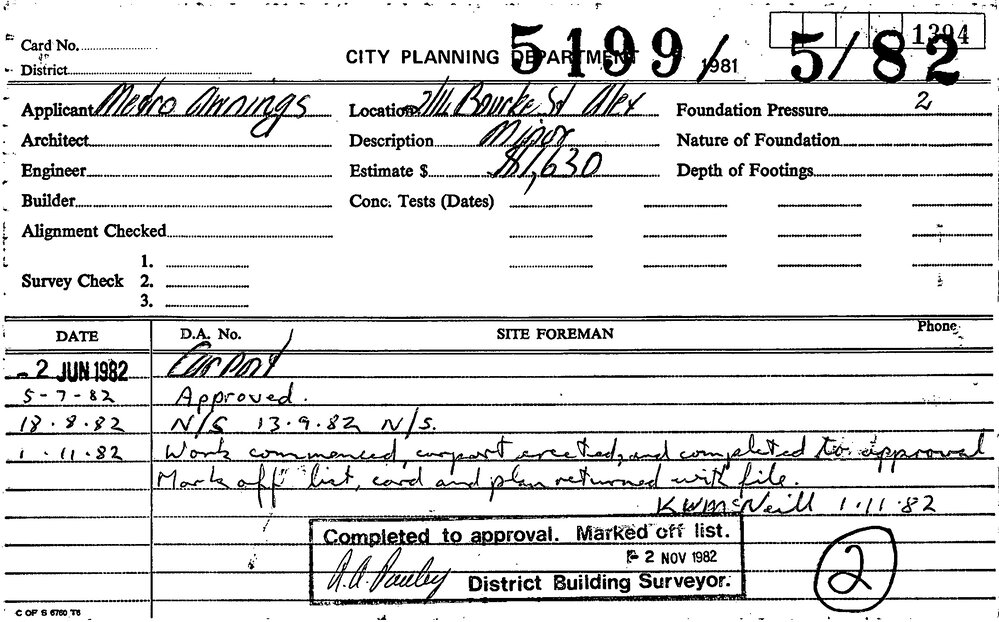 1394
Card No.
CITY PLANNING DEPARTMENT 5199/1981 5/82
District
Applicant Metro Awnings Location Bourke St Alex Foundation Pressure 2
Architect Description Minor Nature of Foundation
Engineer Estimate $ $1,630 Depth of Footings
Builder Conc. Tests (Dates)
Alignment Checked
1.
Survey Check 2.
3.
DATE D.A. No. SITE FOREMAN Phone
- 2 JUN 1982 Carport
5-7-82 Approved.
18.8.82 N/S 13.9.82 N/S.
1.11.82 Work commenced, carport erected, and completed to approval
Mark off list, card and plan returned with file.
KWMcNeill 1.11.82
Completed to approval. Marked off list.
- 2 NOV 1982
District Building Surveyor.
2
C OF S 6760 T6